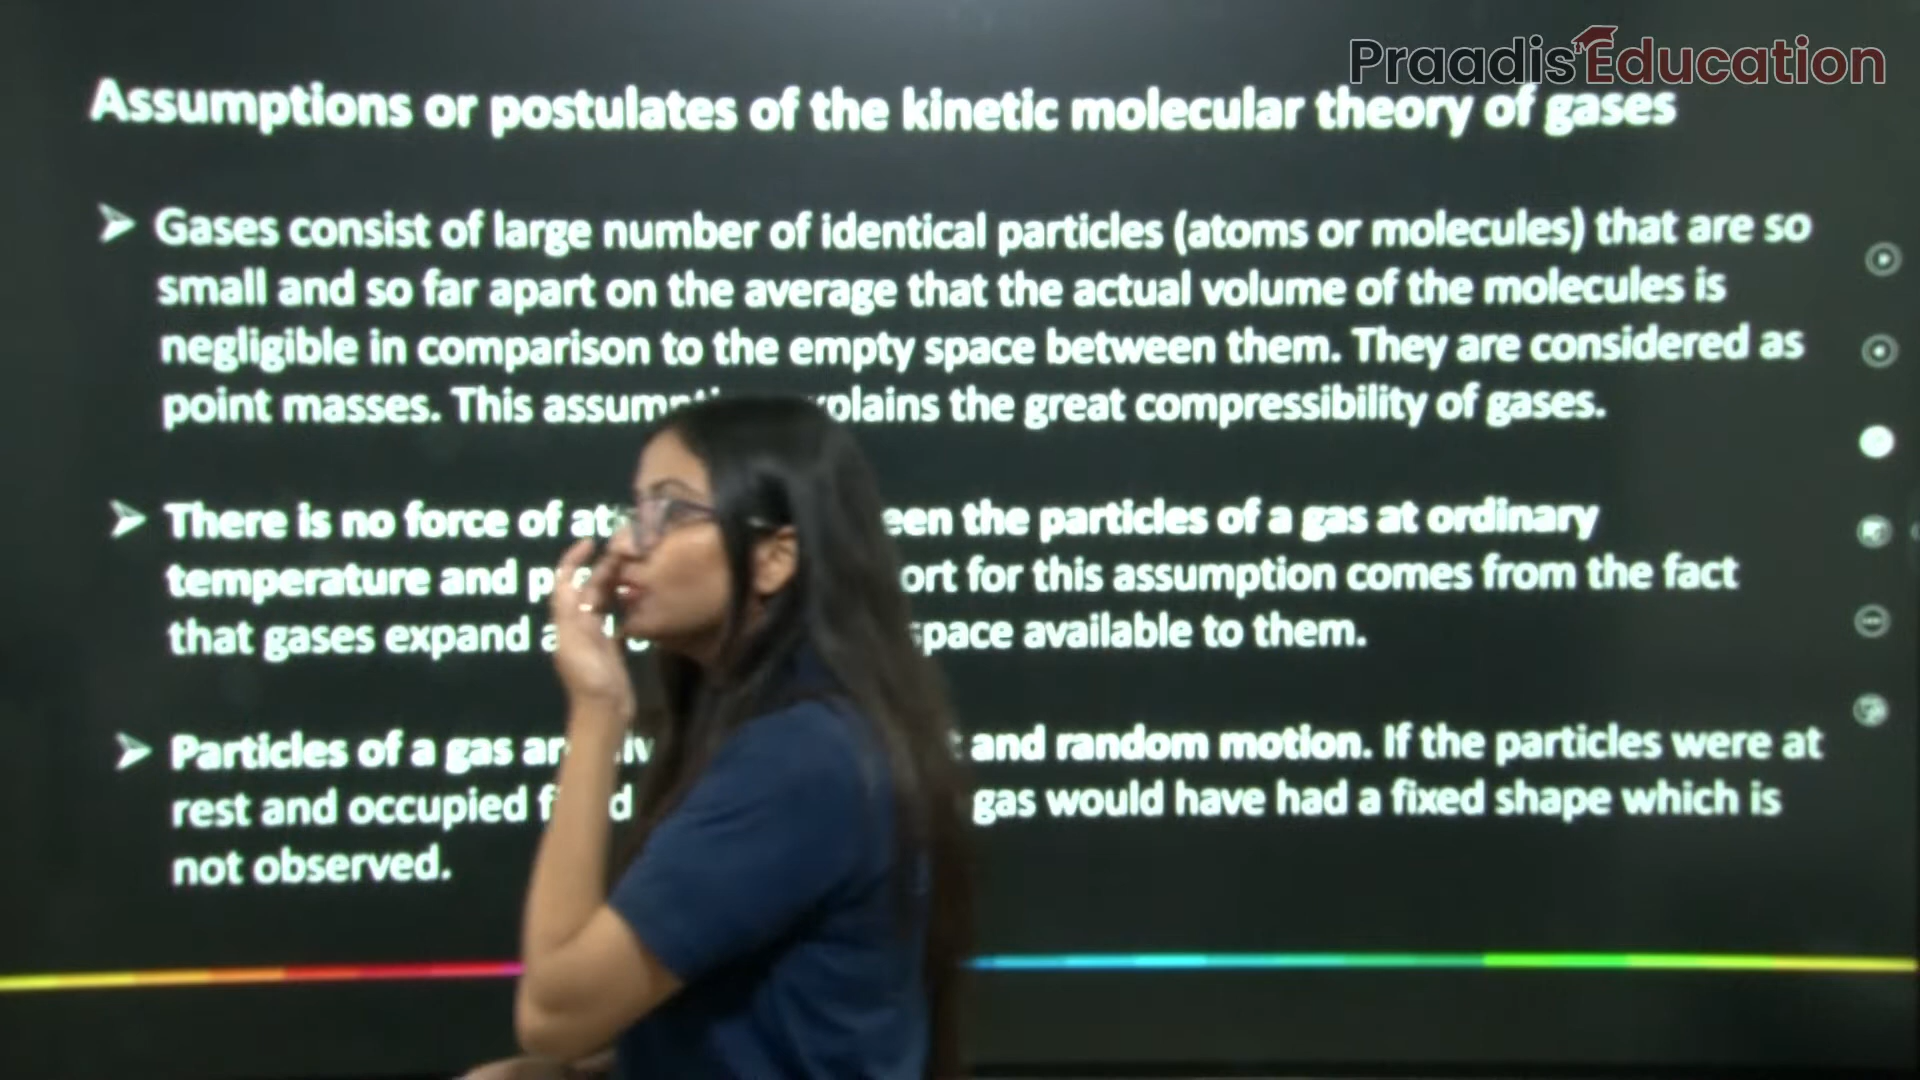 Praadis Education
Assumptions or postulates of the kinetic molecular theory of gases
Gases consist of large number of identical particles (atoms or molecules) that are so
small and so far apart on the average that the actual volume of the molecules is
negligible in comparison to the empty space between them. They are considered as
point masses. This the great compressibility of gases.
There is no force of the particles of a gas at ordinary
temperature and for this assumption comes from the fact
that gases expand space available to them.
Particles of a gas and random motion. If the particles were at
rest and occupied gas would have had a fixed shape which is
not observed.